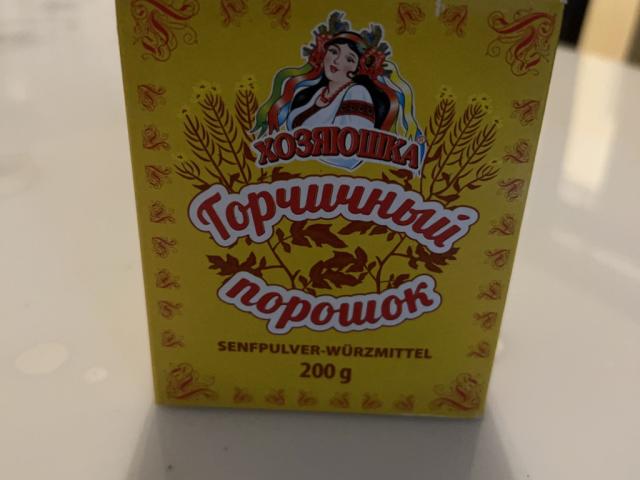 ХОЗЯЮШКА
Горчичный
порошок
SENFPULVER-WÜRZMITTEL
200 g